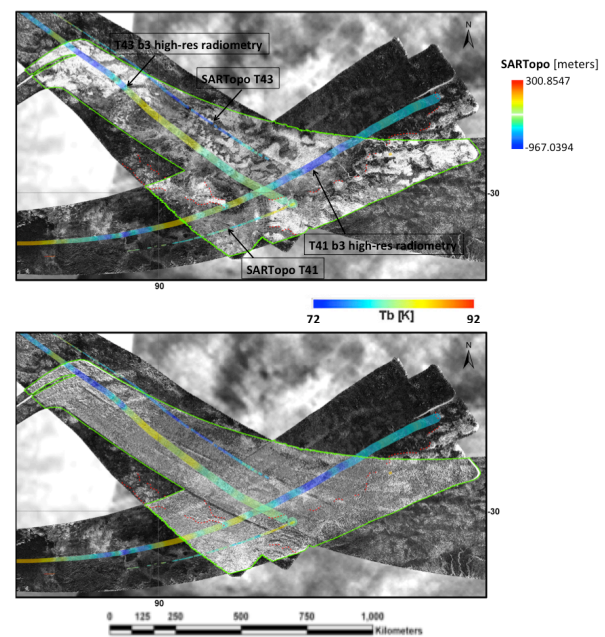 T43 b3 high-res radiometry
N
SARTopo T43
SARTopo [meters]
300.8547
-967.0394
-30
T41 b3 high-res radiometry
SARTopo T41
90
72
Tb [K]
92
N
-30
90
0 125 250 500 750 1,000
Kilometers